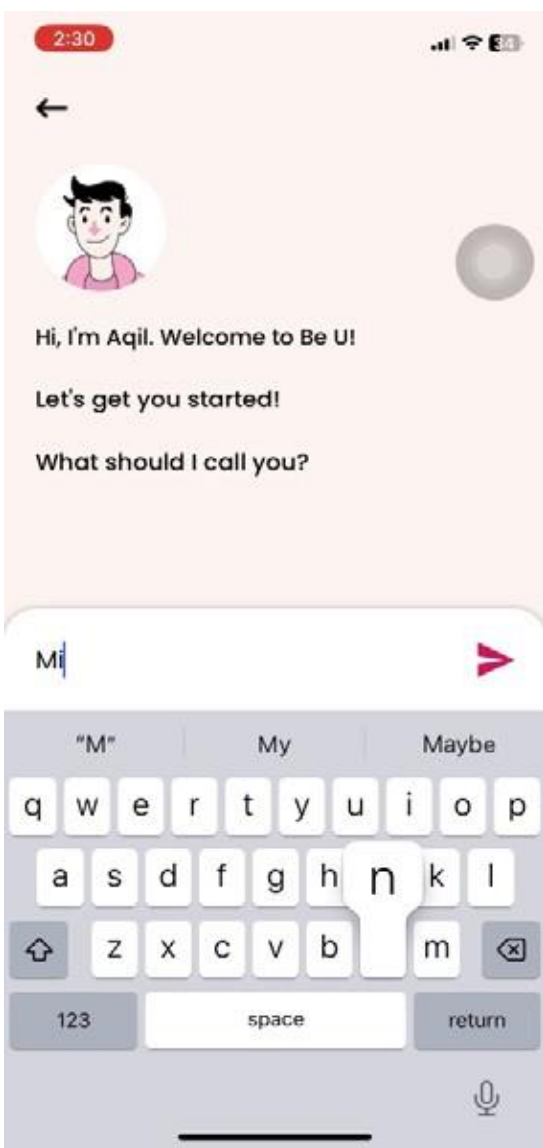 2:30
34
Hi, I'm Aqil. Welcome to Be U!
Let's get you started!
What should I call you?
Mi
"M" My Maybe
q w e r t y u i o p
a s d f g h n k l
z x c v b m
123 space return